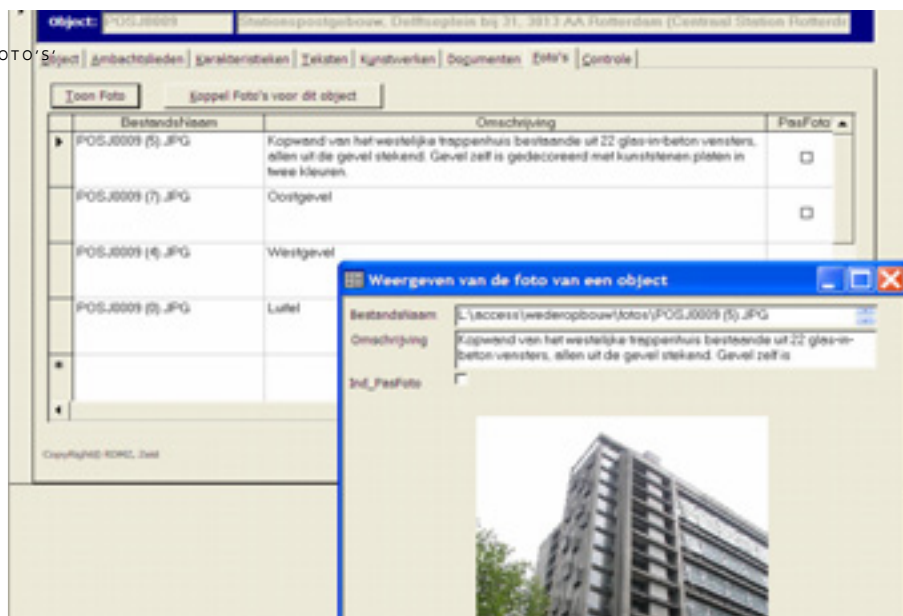 Object: POSJ0009 Stationspostgebouw, Delftseplein bij 31, 3013 AA Rotterdam (Centraal Station Rotterd
OTO'S'
Object Ambachtslieden Karakteristieken Teksten Kunstwerken Documenten Foto's Controle
Toon Foto Koppel Foto's voor dit object
BestandsNaam Omschrijving PasFoto
POSJ0009 (5).JPG Kopwand van het westelijke trappenhuis bestaande uit 22 glas-in-beton vensters,
allen uit de gevel stekend. Gevel zelf is gedecoreerd met kunststenen platen in
twee kleuren.
POSJ0009 (7).JPG Oostgevel
POSJ0009 (4).JPG Westgevel
POSJ0009 (0).JPG Luifel
Weergeven van de foto van een object
BestandsNaam L:\access\wederopbouw\fotos\POSJ0009 (5).JPG
Omschrijving Kopwand van het westelijke trappenhuis bestaande uit 22 glas-in-
beton vensters, allen uit de gevel stekend. Gevel zelf is
Ind_PasFoto
CopyRight© RDMZ, Zeist